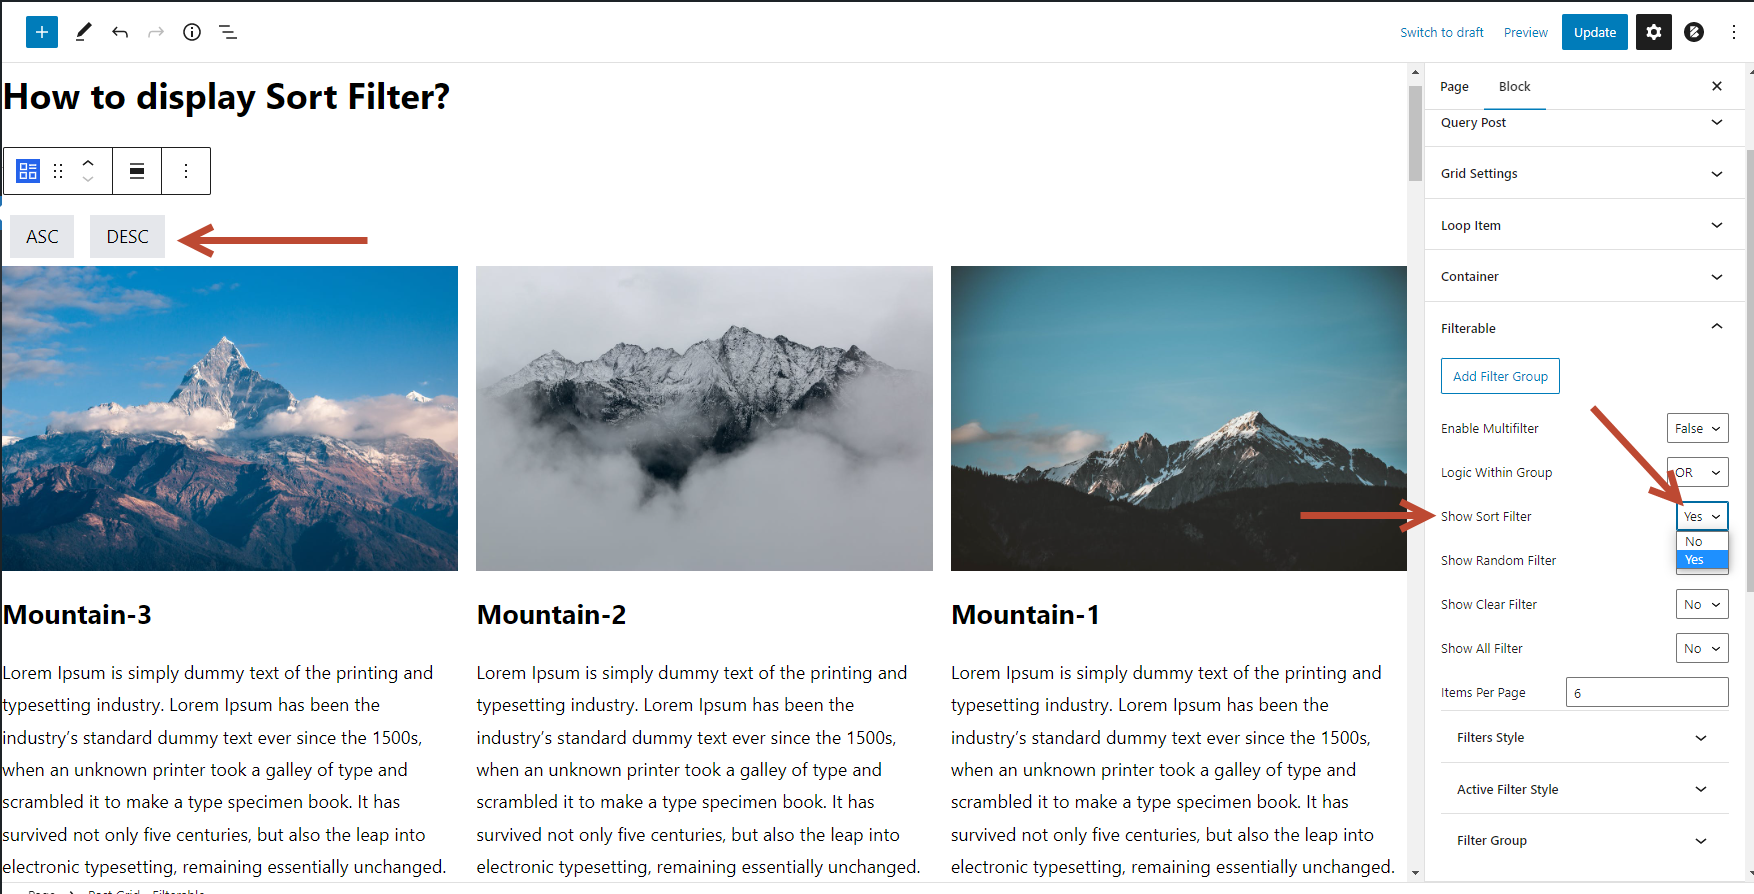 Switch to draft
Preview
Update
How to display Sort Filter?
ASC
DESC
Mountain-3
Lorem Ipsum is simply dummy text of the printing and
typesetting industry. Lorem Ipsum has been the
industry’s standard dummy text ever since the 1500s,
when an unknown printer took a galley of type and
scrambled it to make a type specimen book. It has
survived not only five centuries, but also the leap into
electronic typesetting, remaining essentially unchanged.
Mountain-2
Lorem Ipsum is simply dummy text of the printing and
typesetting industry. Lorem Ipsum has been the
industry’s standard dummy text ever since the 1500s,
when an unknown printer took a galley of type and
scrambled it to make a type specimen book. It has
survived not only five centuries, but also the leap into
electronic typesetting, remaining essentially unchanged.
Mountain-1
Lorem Ipsum is simply dummy text of the printing and
typesetting industry. Lorem Ipsum has been the
industry’s standard dummy text ever since the 1500s,
when an unknown printer took a galley of type and
scrambled it to make a type specimen book. It has
survived not only five centuries, but also the leap into
electronic typesetting, remaining essentially unchanged.
Page
Block
Query Post
Grid Settings
Loop Item
Container
Filterable
Add Filter Group
Enable Multifilter
False
Logic Within Group
OR
Show Sort Filter
Yes
No
Yes
Show Random Filter
Show Clear Filter
No
Show All Filter
No
Items Per Page
6
Filters Style
Active Filter Style
Filter Group